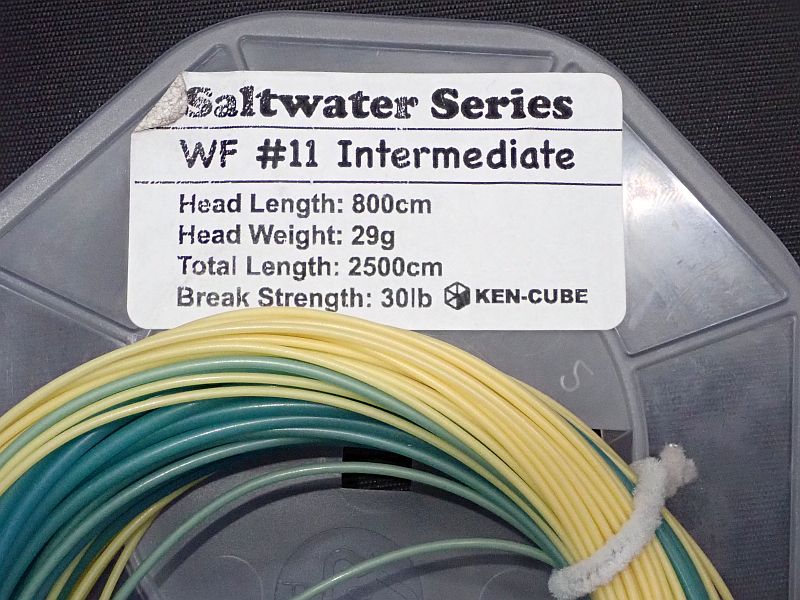 Saltwater Series
WF #11 Intermediate
Head Length: 800cm
Head Weight: 29g
Total Length: 2500cm
Break Strength: 30lb KEN-CUBE
S